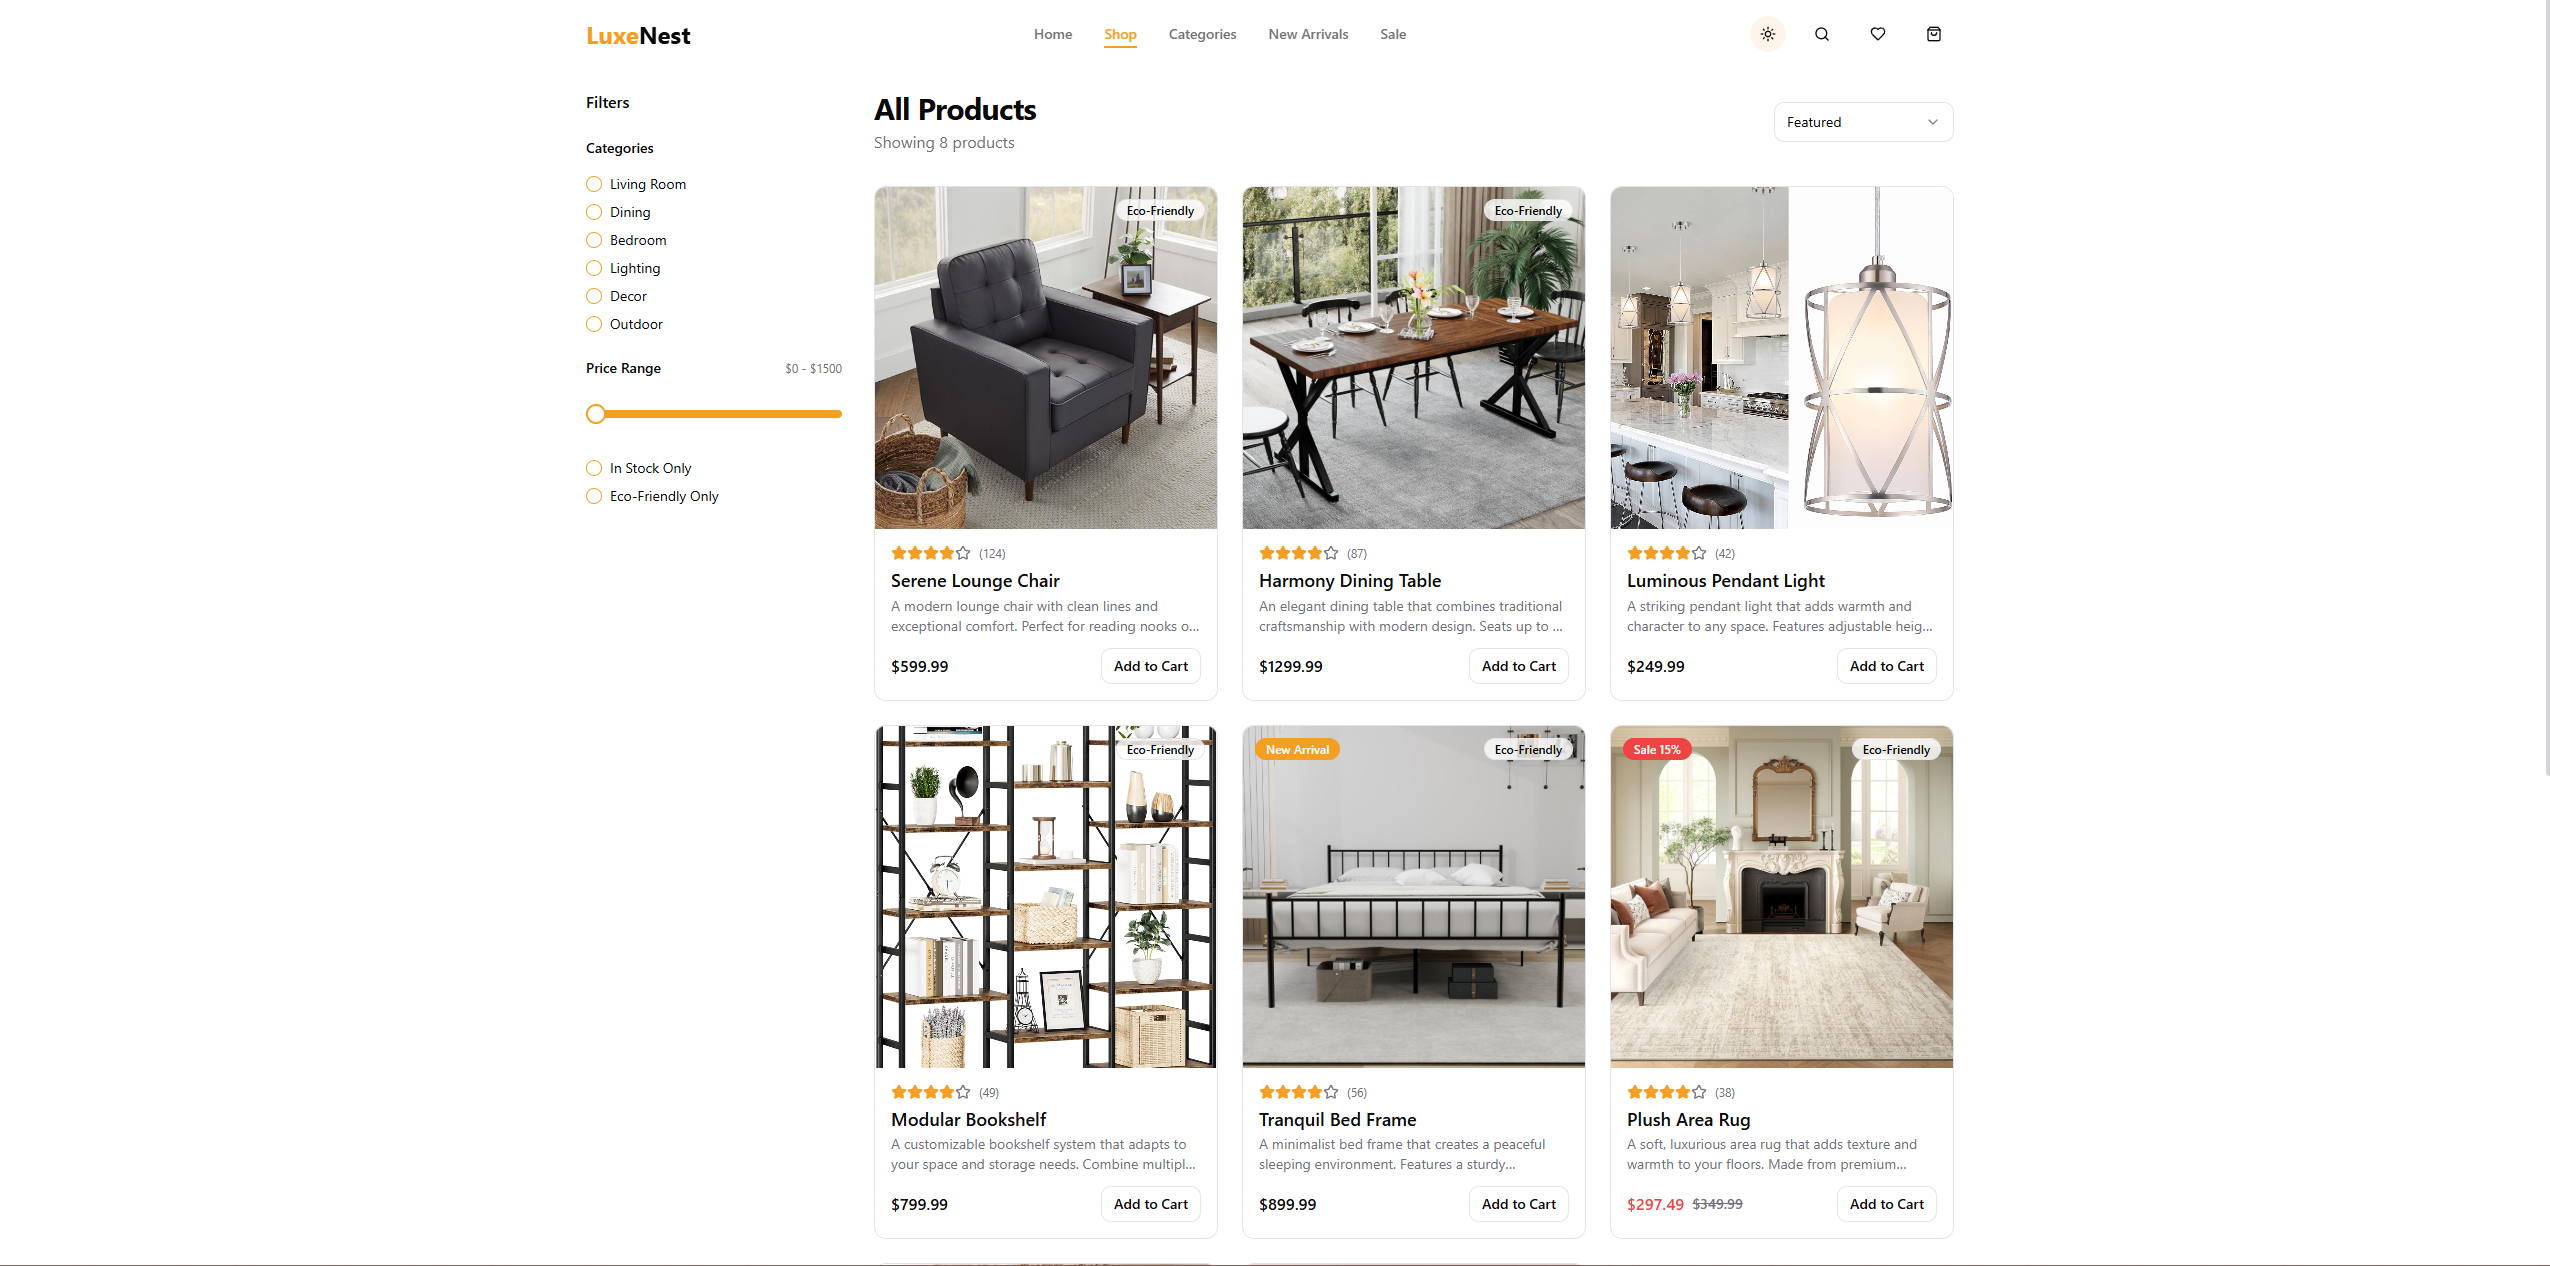 LuxeNest
Home Shop Categories New Arrivals Sale
Filters
Categories
Living Room
Dining
Bedroom
Lighting
Decor
Outdoor
Price Range $0 - $1500
In Stock Only
Eco-Friendly Only
All Products
Showing 8 products
Featured
Eco-Friendly
(124)
Serene Lounge Chair
A modern lounge chair with clean lines and
exceptional comfort. Perfect for reading nooks o...
$599.99 Add to Cart
Eco-Friendly
(87)
Harmony Dining Table
An elegant dining table that combines traditional
craftsmanship with modern design. Seats up to ...
$1299.99 Add to Cart
(42)
Luminous Pendant Light
A striking pendant light that adds warmth and
character to any space. Features adjustable heig...
$249.99 Add to Cart
Eco-Friendly
(49)
Modular Bookshelf
A customizable bookshelf system that adapts to
your space and storage needs. Combine multipl...
$799.99 Add to Cart
New Arrival Eco-Friendly
(56)
Tranquil Bed Frame
A minimalist bed frame that creates a peaceful
sleeping environment. Features a sturdy...
$899.99 Add to Cart
Sale 15% Eco-Friendly
(38)
Plush Area Rug
A soft, luxurious area rug that adds texture and
warmth to your floors. Made from premium...
$297.49 $349.99 Add to Cart